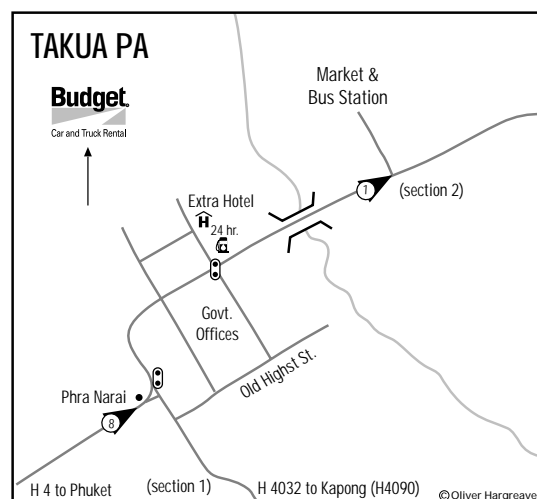 TAKUA PA
Budget®
Car and Truck Rental
Market &
Bus Station
1
(section 2)
Extra Hotel
H
24 hr.
Govt.
Offices
Old Highst St.
Phra Narai
8
H 4 to Phuket
(section 1)
H 4032 to Kapong (H4090)
©Oliver Hargreave